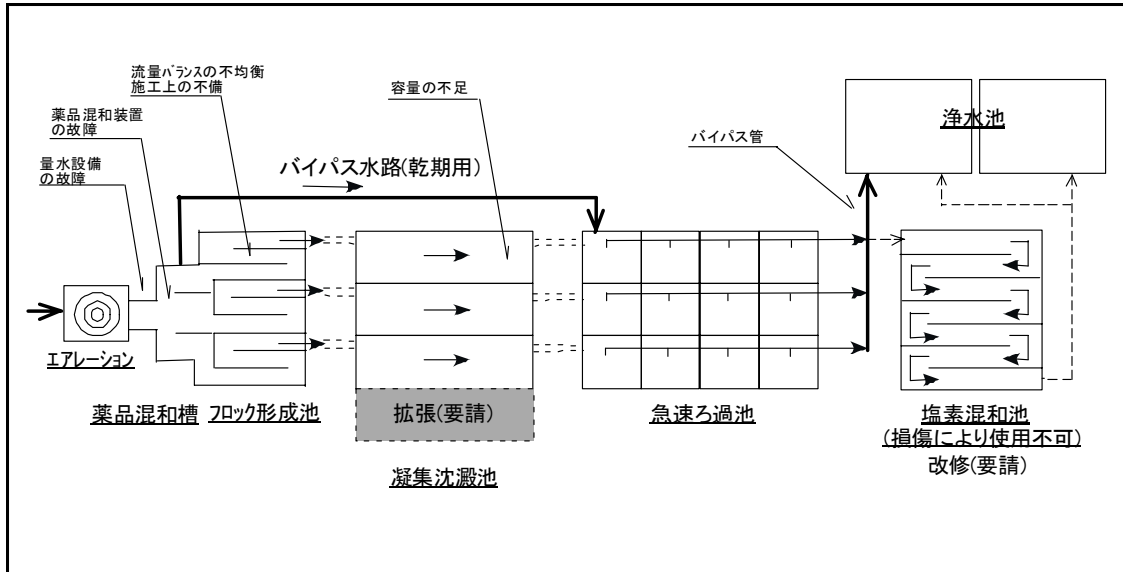 流量バランスの不均衡
施工上の不備
薬品混和装置
の故障
量水設備
の故障
容量の不足
バイパス水路(乾期用)
バイパス管
浄水池
エアレーション
薬品混和槽
フロック形成池
拡張(要請)
凝集沈澱池
急速ろ過池
塩素混和池
(損傷により使用不可)
改修(要請)